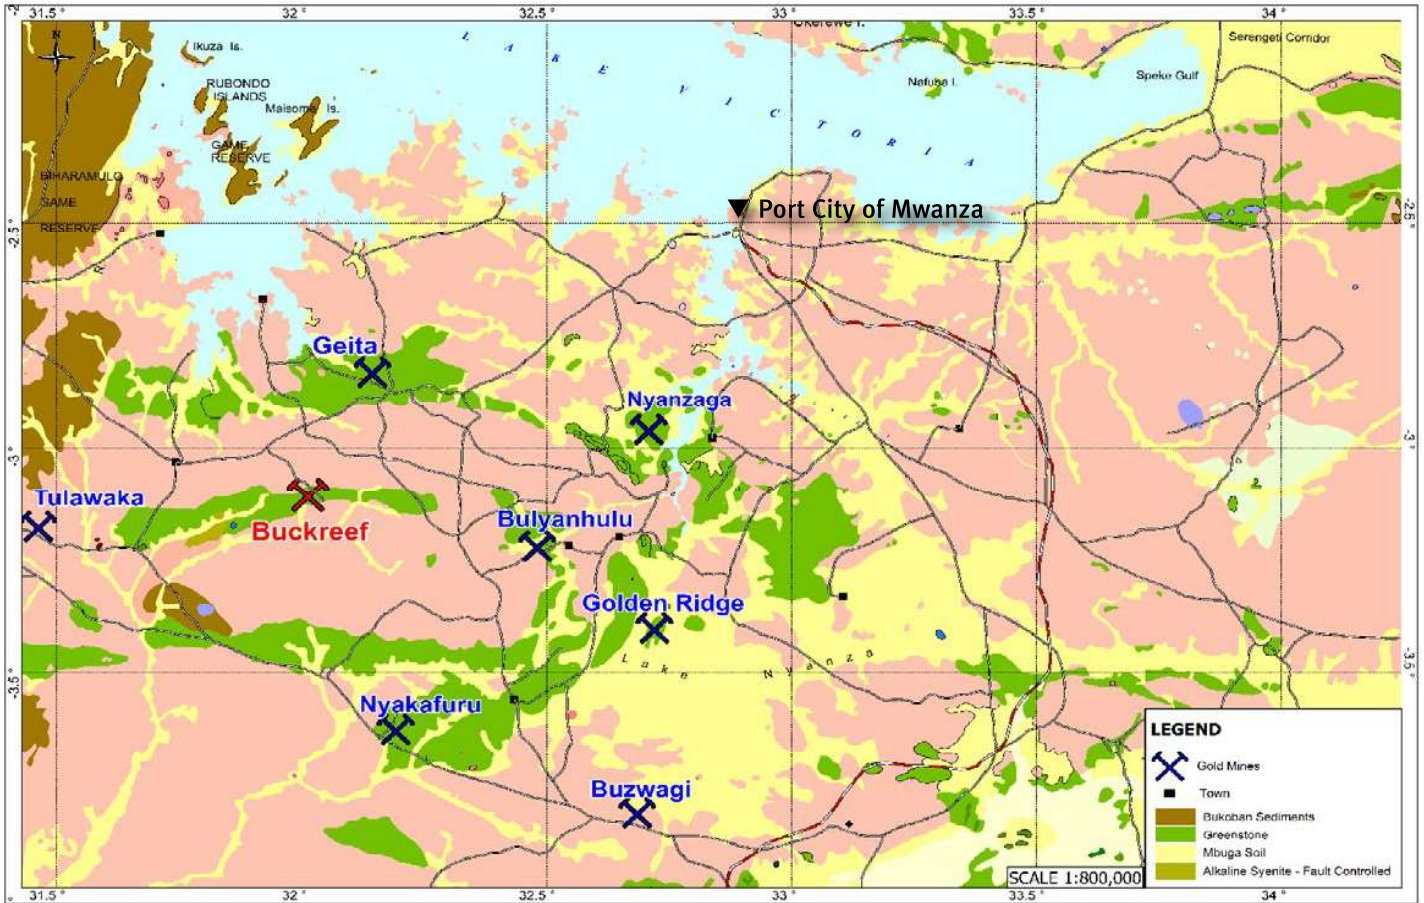 31.5°
32°
32.5°
33°
33.5°
34°
N
Ikuza Is.
Serengeti Corridor
L A K E V I C T O R I A
RUBONDO
ISLANDS
Maisome Is.
Nafuba I.
Speke Gulf
GAME
RESERVE
BIHARAMULO
GAME
RESERVE
Port City of Mwanza
-2.5°
-2.5°
Geita
Nyanzaga
-3°
-3°
Tulawaka
Buckreef
Bulyanhulu
Golden Ridge
Lake Nyanza
-3.5°
-3.5°
Nyakafuru
Buzwagi
LEGEND
Gold Mines
Town
Bukoban Sediments
Greenstone
Mbuga Soil
Alkaline Syenite - Fault Controlled
SCALE 1:800,000
31.5°
32°
32.5°
33°
33.5°
34°